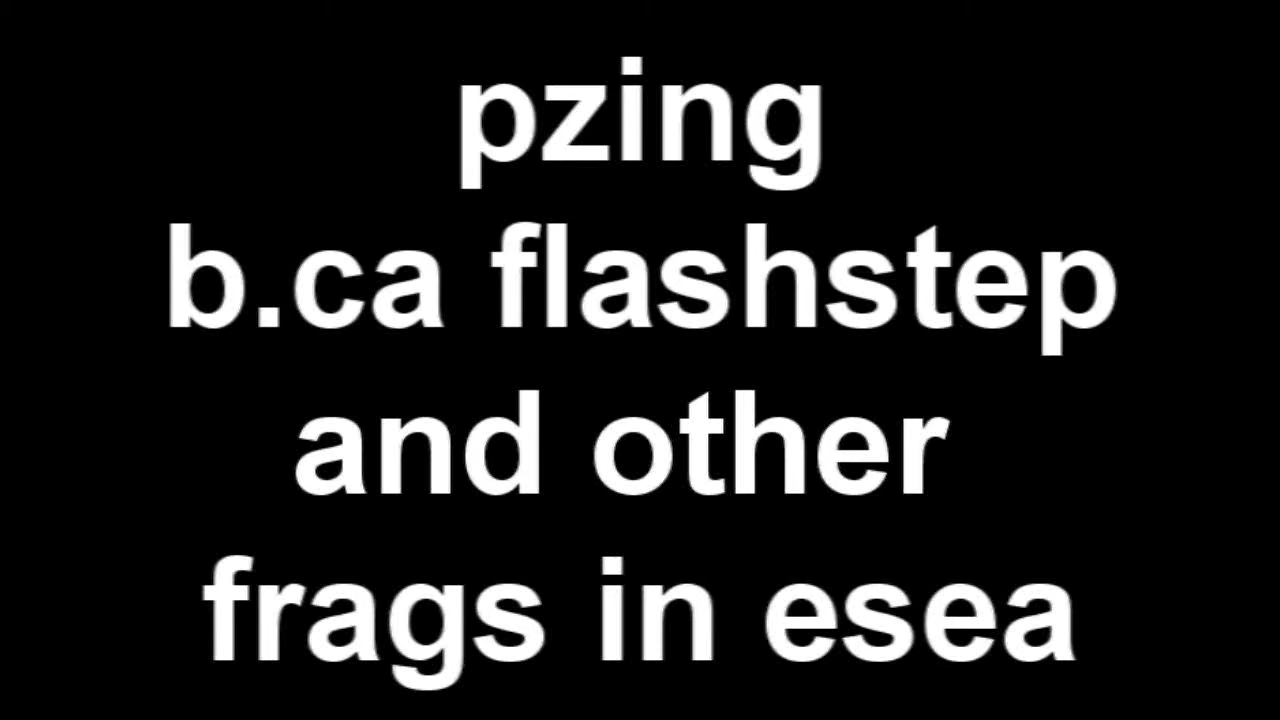 pzing
b.ca flashstep
and other
frags in esea